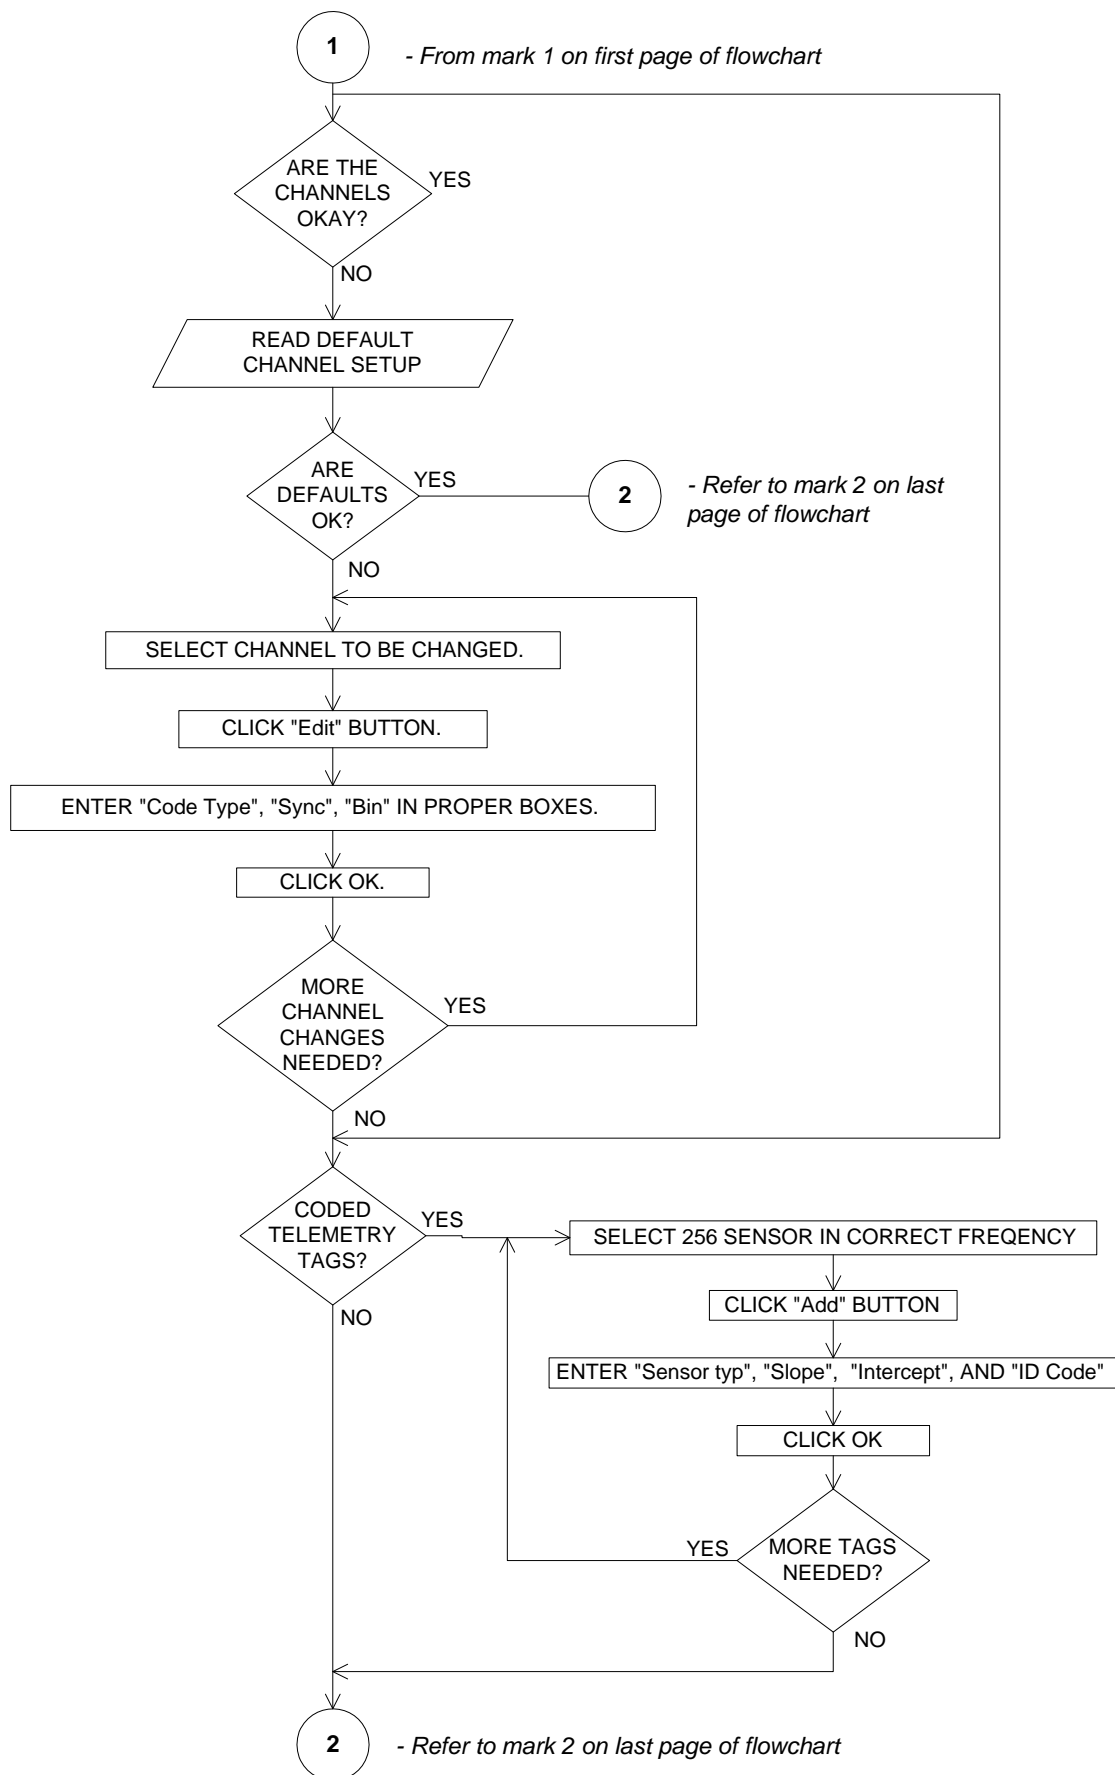 1
- From mark 1 on first page of flowchart
ARE THE
CHANNELS
OKAY?
YES
NO
READ DEFAULT
CHANNEL SETUP
ARE
DEFAULTS
OK?
YES
2
- Refer to mark 2 on last
page of flowchart
NO
SELECT CHANNEL TO BE CHANGED.
CLICK "Edit" BUTTON.
ENTER "Code Type", "Sync", "Bin" IN PROPER BOXES.
CLICK OK.
MORE
CHANNEL
CHANGES
NEEDED?
YES
NO
CODED
TELEMETRY
TAGS?
YES
SELECT 256 SENSOR IN CORRECT FREQENCY
CLICK "Add" BUTTON
NO
ENTER "Sensor typ", "Slope", "Intercept", AND "ID Code"
CLICK OK
MORE TAGS
NEEDED?
YES
NO
2
- Refer to mark 2 on last page of flowchart